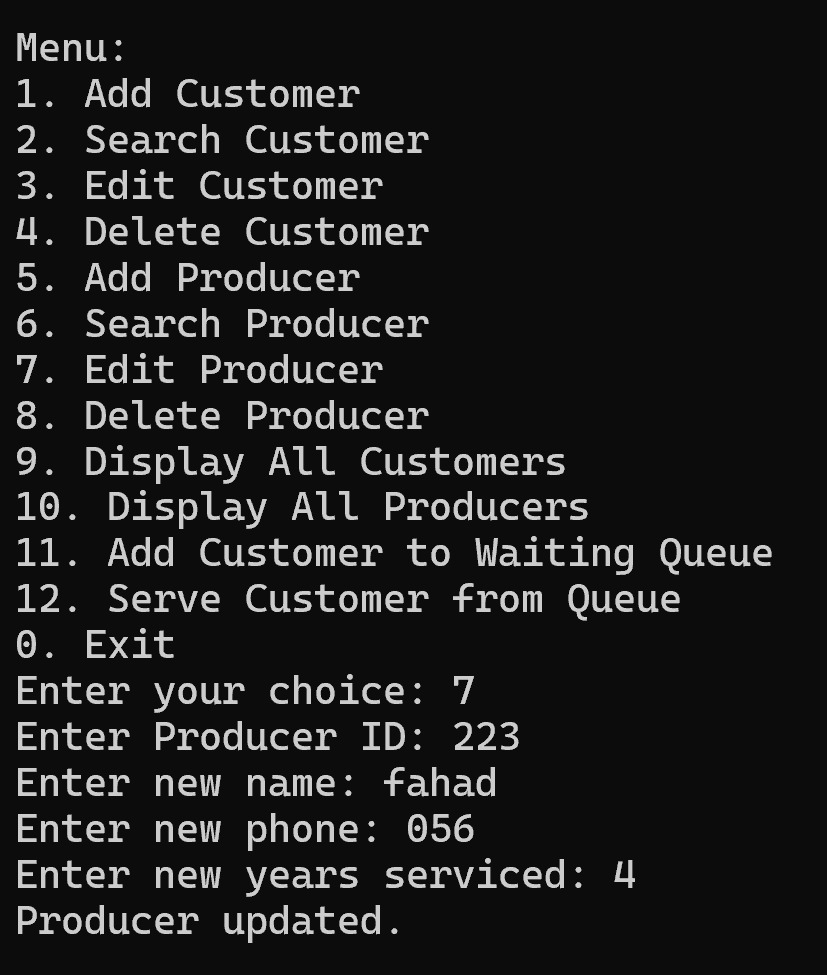 Menu:
1. Add Customer
2. Search Customer
3. Edit Customer
4. Delete Customer
5. Add Producer
6. Search Producer
7. Edit Producer
8. Delete Producer
9. Display All Customers
10. Display All Producers
11. Add Customer to Waiting Queue
12. Serve Customer from Queue
0. Exit
Enter your choice: 7
Enter Producer ID: 223
Enter new name: fahad
Enter new phone: 056
Enter new years serviced: 4
Producer updated.